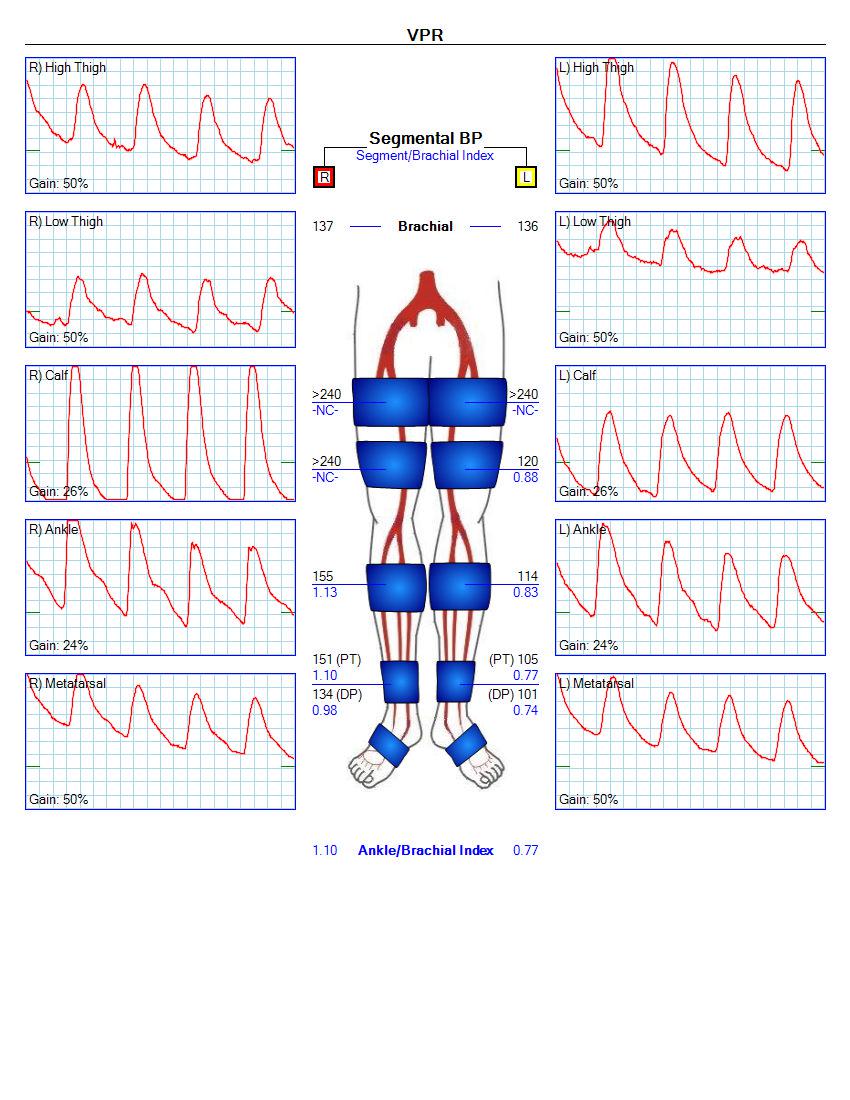 VPR
R) High Thigh
Gain: 50%
R) Low Thigh
Gain: 50%
R) Calf
Gain: 26%
R) Ankle
Gain: 24%
R) Metatarsal
Gain: 50%
Segmental BP
Segment/Brachial Index
R
L
137 Brachial 136
>240
-NC-
>240
-NC-
>240
-NC-
120
0.88
155
1.13
114
0.83
151 (PT)
1.10
134 (DP)
0.98
(PT) 105
0.77
(DP) 101
0.74
1.10 Ankle/Brachial Index 0.77
L) High Thigh
Gain: 50%
L) Low Thigh
Gain: 50%
L) Calf
Gain: 26%
L) Ankle
Gain: 24%
L) Metatarsal
Gain: 50%